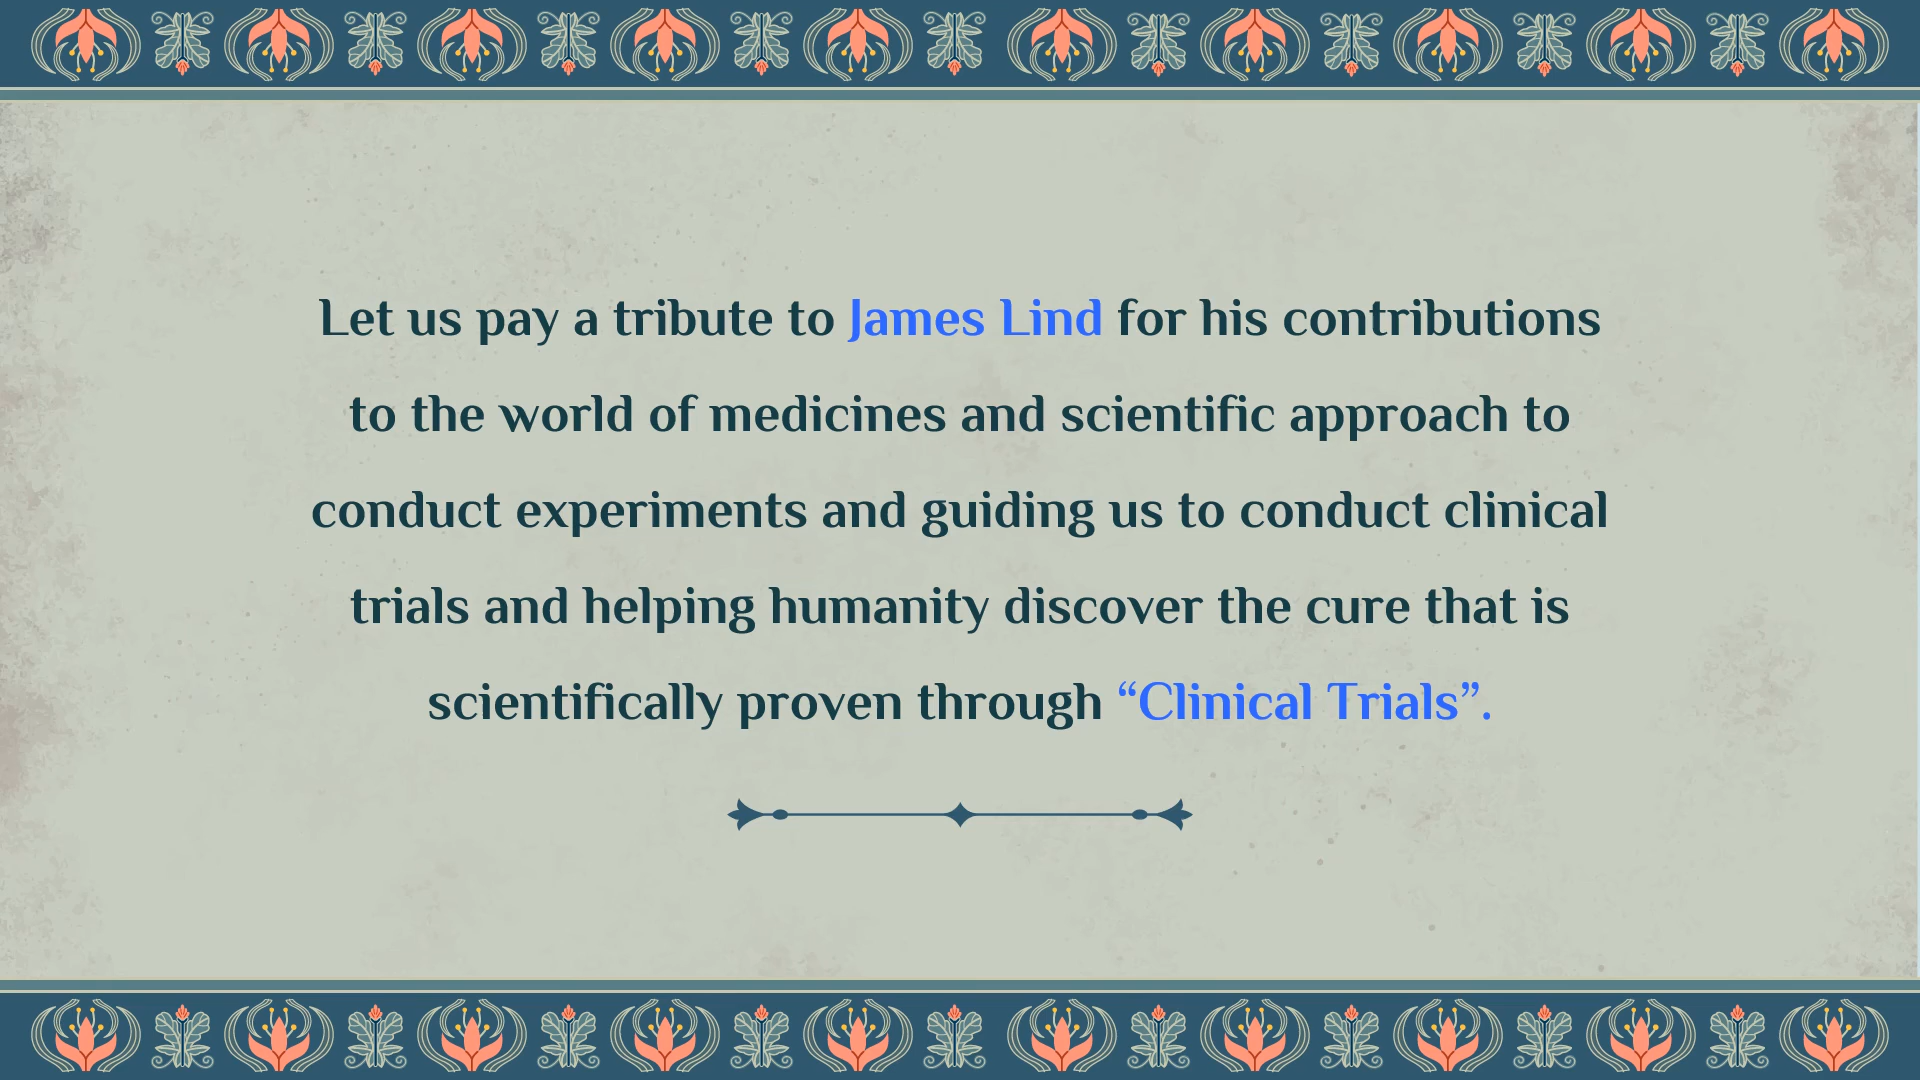 Let us pay a tribute to James Lind for his contributions
to the world of medicines and scientific approach to
conduct experiments and guiding us to conduct clinical
trials and helping humanity discover the cure that is
scientifically proven through “Clinical Trials”.